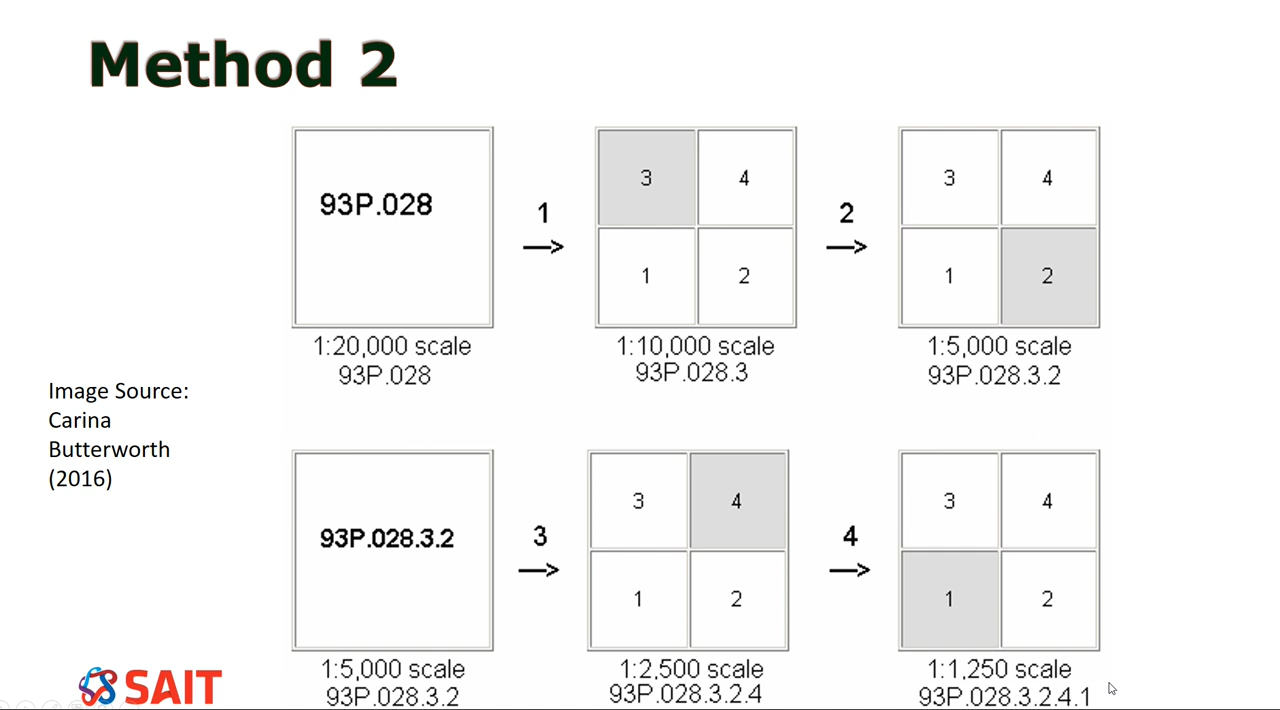 Method 2
93P.028
1
3
4
1
2
2
3
4
1
2
1:20,000 scale
93P.028
1:10,000 scale
93P.028.3
1:5,000 scale
93P.028.3.2
Image Source:
Carina
Butterworth
(2016)
93P.028.3.2
3
3
4
1
2
4
3
4
1
2
1:5,000 scale
93P.028.3.2
1:2,500 scale
93P.028.3.2.4
1:1,250 scale
93P.028.3.2.4.1
SAIT